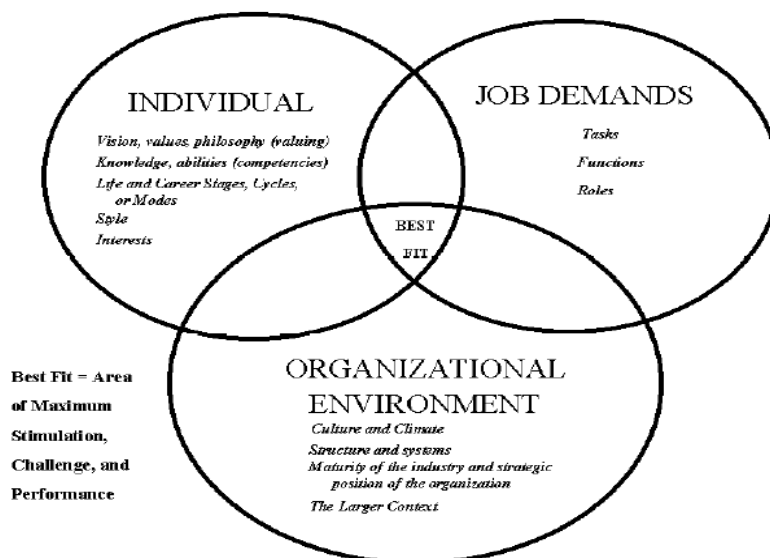 INDIVIDUAL
Vision, values, philosophy (valuing)
Knowledge, abilities (competencies)
Life and Career Stages, Cycles,
or Modes
Style
Interests
JOB DEMANDS
Tasks
Functions
Roles
BEST
FIT
ORGANIZATIONAL
ENVIRONMENT
Culture and Climate
Structure and systems
Maturity of the industry and strategic
position of the organization
The Larger Context
Best Fit = Area
of Maximum
Stimulation,
Challenge, and
Performance